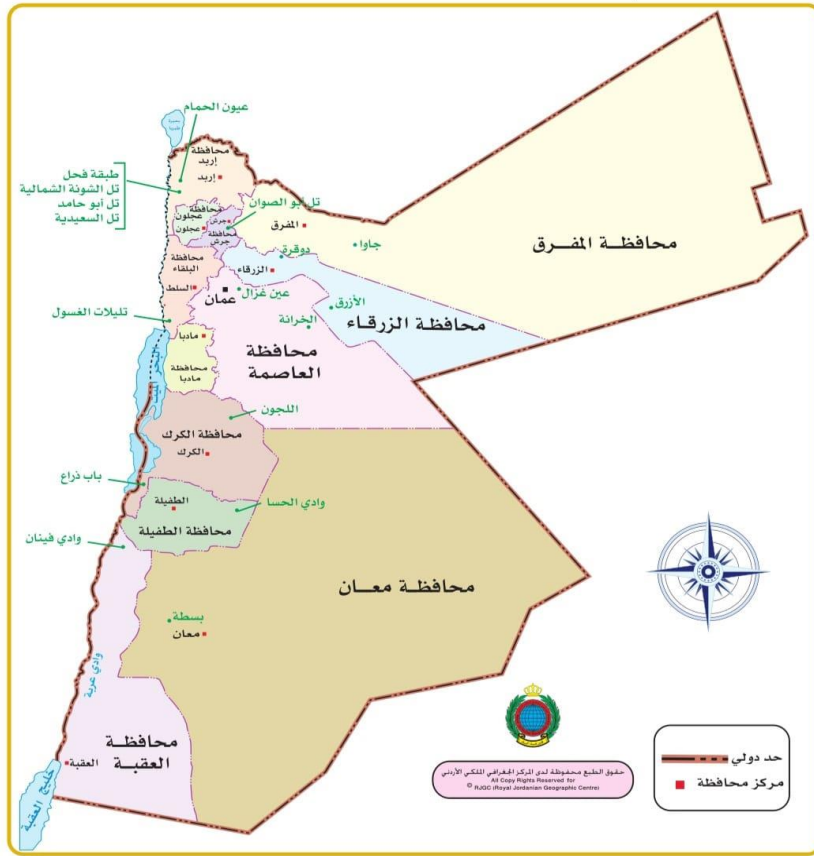 عيون الحمام
بحيرة
طبريا
محافظة
إربد
إربد
طبقة فحل
تل الشونة الشمالية
تل أبو حامد
تل السعيدية
تل أبو الصوان
محافظة
عجلون
عجلون
جرش
محافظة
جرش
المفرق
جاوا
محافظة المفرق
دوقرة
محافظة
البلقاء
الزرقاء
السلط
عمان
عين غزال
الأزرق
الخرانة
محافظة الزرقاء
تليلات الغسول
مادبا
محافظة
العاصمة
محافظة
مادبا
البحر الميت
اللجون
محافظة الكرك
الكرك
باب ذراع
الطفيلة
وادي الحسا
محافظة الطفيلة
وادي فينان
محافظة معان
بسطة
معان
وادي عربة
محافظة
العقبة
العقبة
خليج العقبة
حقوق الطبع محفوظة لدى المركز الجغرافي الملكي الأردني
All Copy Rights Reserved for
© RJGC (Royal Jordanian Geographic Centre)
حد دولي
مركز محافظة